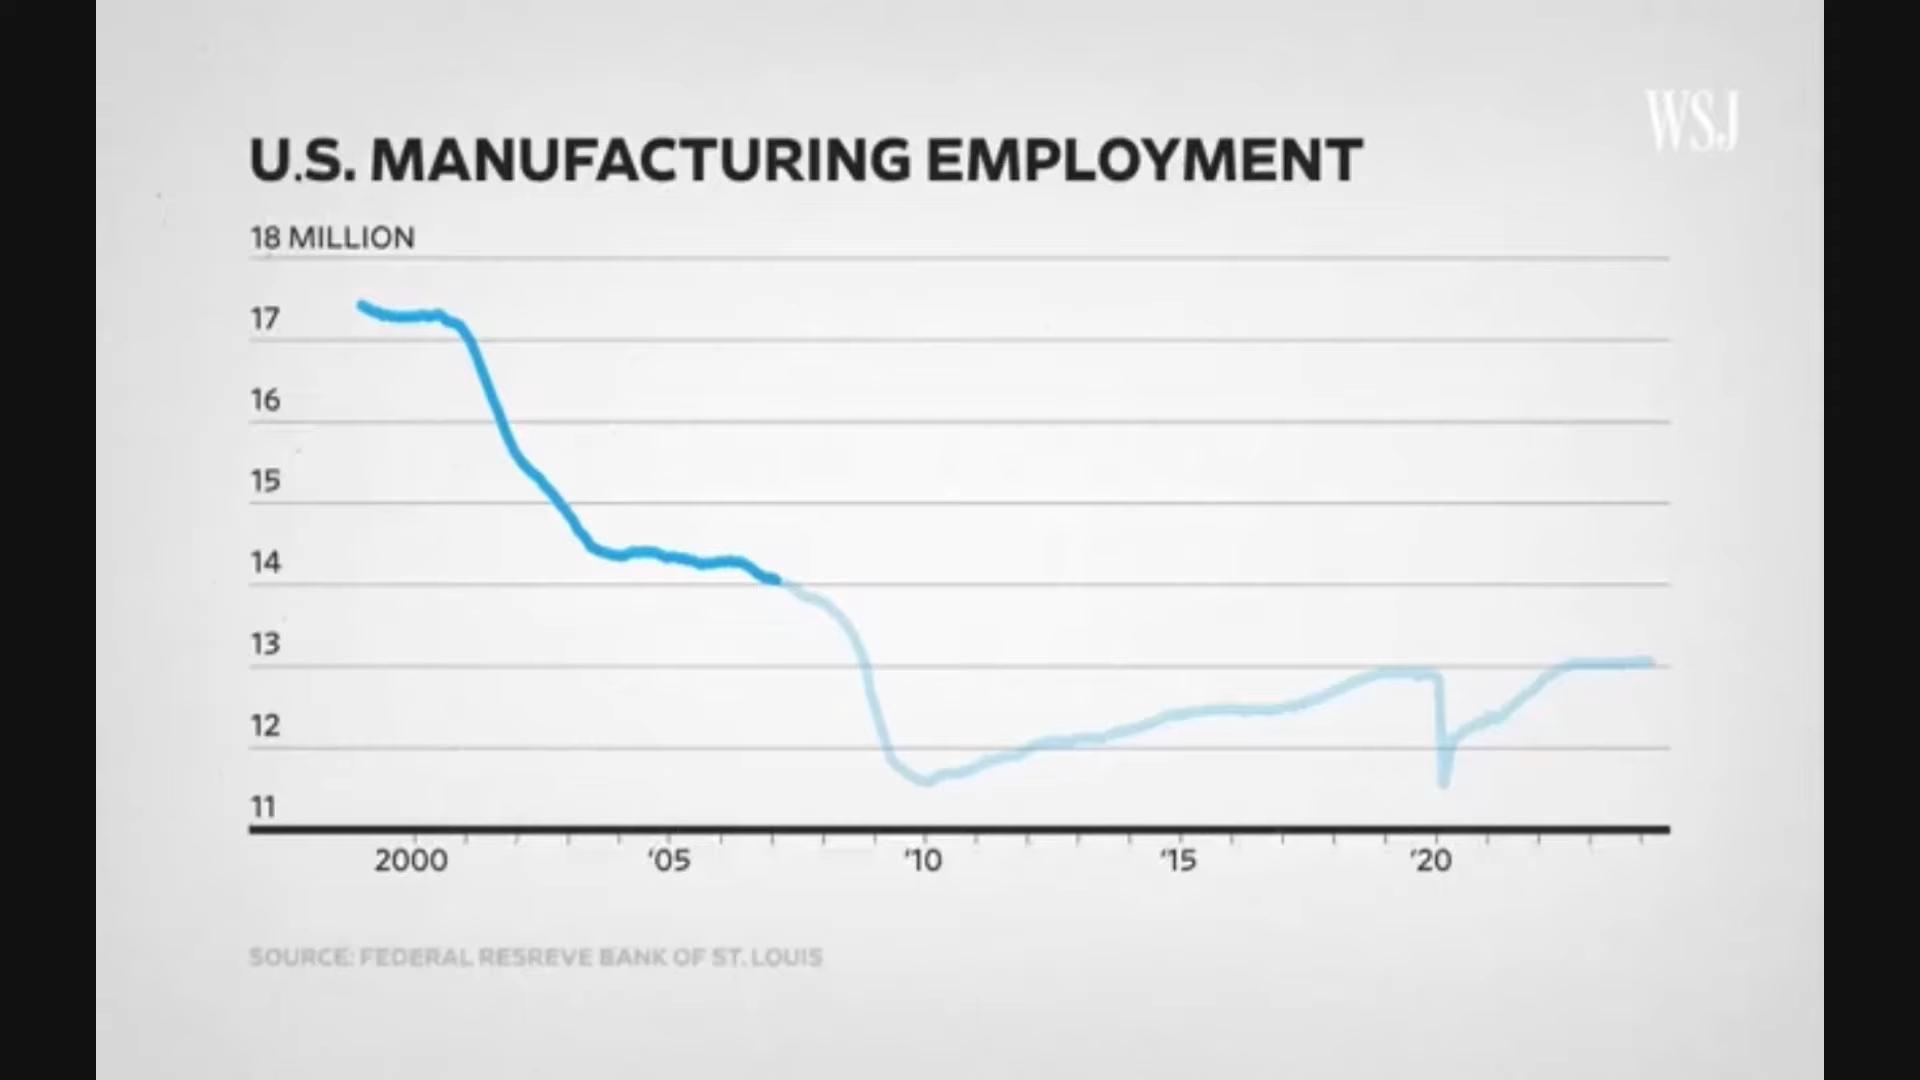 WSJ
U.S. MANUFACTURING EMPLOYMENT
18 MILLION
17
16
15
14
13
12
11
2000 '05 '10 '15 '20
SOURCE: FEDERAL RESREVE BANK OF ST. LOUIS